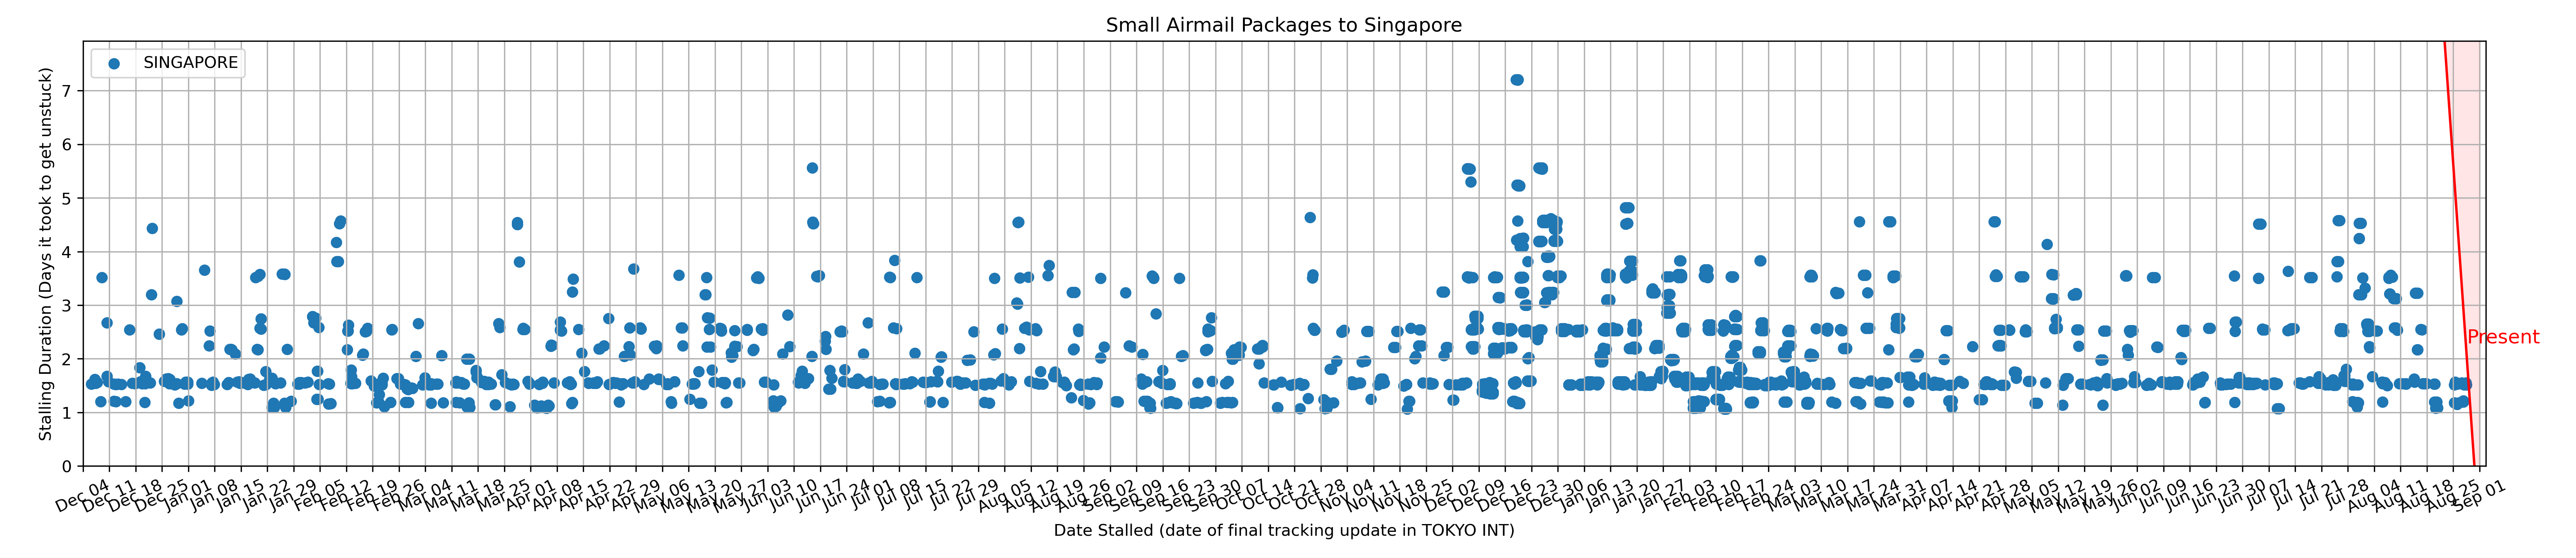 Small Airmail Packages to Singapore
SINGAPORE
Stalling Duration (Days it took to get unstuck)
7
6
5
4
3
2
1
0
Present
Dec 04
Dec 11
Dec 18
Dec 25
Jan 01
Jan 08
Jan 15
Jan 22
Jan 29
Feb 05
Feb 12
Feb 19
Feb 26
Mar 04
Mar 11
Mar 18
Mar 25
Apr 01
Apr 08
Apr 15
Apr 22
Apr 29
May 06
May 13
May 20
May 27
Jun 03
Jun 10
Jun 17
Jun 24
Jul 01
Jul 08
Jul 15
Jul 22
Jul 29
Aug 05
Aug 12
Aug 19
Aug 26
Sep 02
Sep 09
Sep 16
Sep 23
Sep 30
Oct 07
Oct 14
Oct 21
Oct 28
Nov 04
Nov 11
Nov 18
Nov 25
Dec 02
Dec 09
Dec 16
Dec 23
Dec 30
Jan 06
Jan 13
Jan 20
Jan 27
Feb 03
Feb 10
Feb 17
Feb 24
Mar 03
Mar 10
Mar 17
Mar 24
Mar 31
Apr 07
Apr 14
Apr 21
Apr 28
May 05
May 12
May 19
May 26
Jun 02
Jun 09
Jun 16
Jun 23
Jun 30
Jul 07
Jul 14
Jul 21
Jul 28
Aug 04
Aug 11
Aug 18
Aug 25
Sep 01
Date Stalled (date of final tracking update in TOKYO INT)